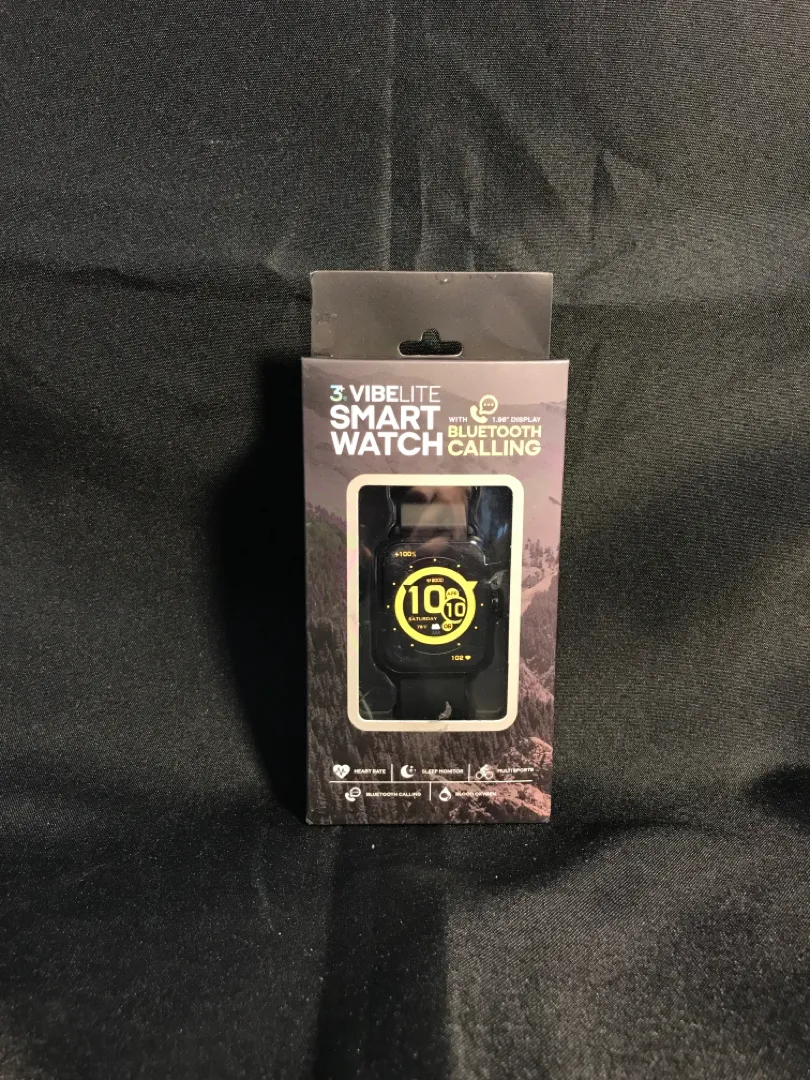 3+ VIBELITE
SMART WATCH
WITH 1.96" DISPLAY
BLUETOOTH
CALLING
+100%
10
APR
10
SATURDAY
102
HEART RATE
SLEEP MONITOR
MULTISPORTS
BLUETOOTH CALLING
BLOOD OXYGEN